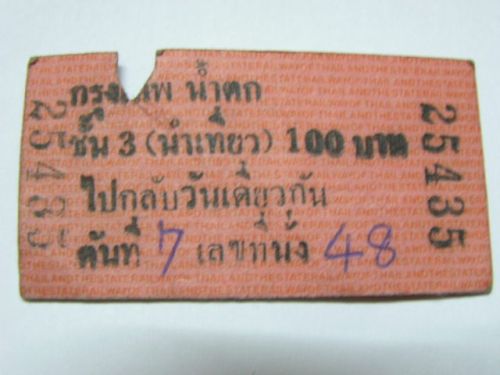 กรุงเทพ น้ำตก
ชั้น 3 (นำเที่ยว) 100 บาท
ไปกลับวันเดียวกัน
คันที่ 7 เลขที่นั่ง 48
25435
25435